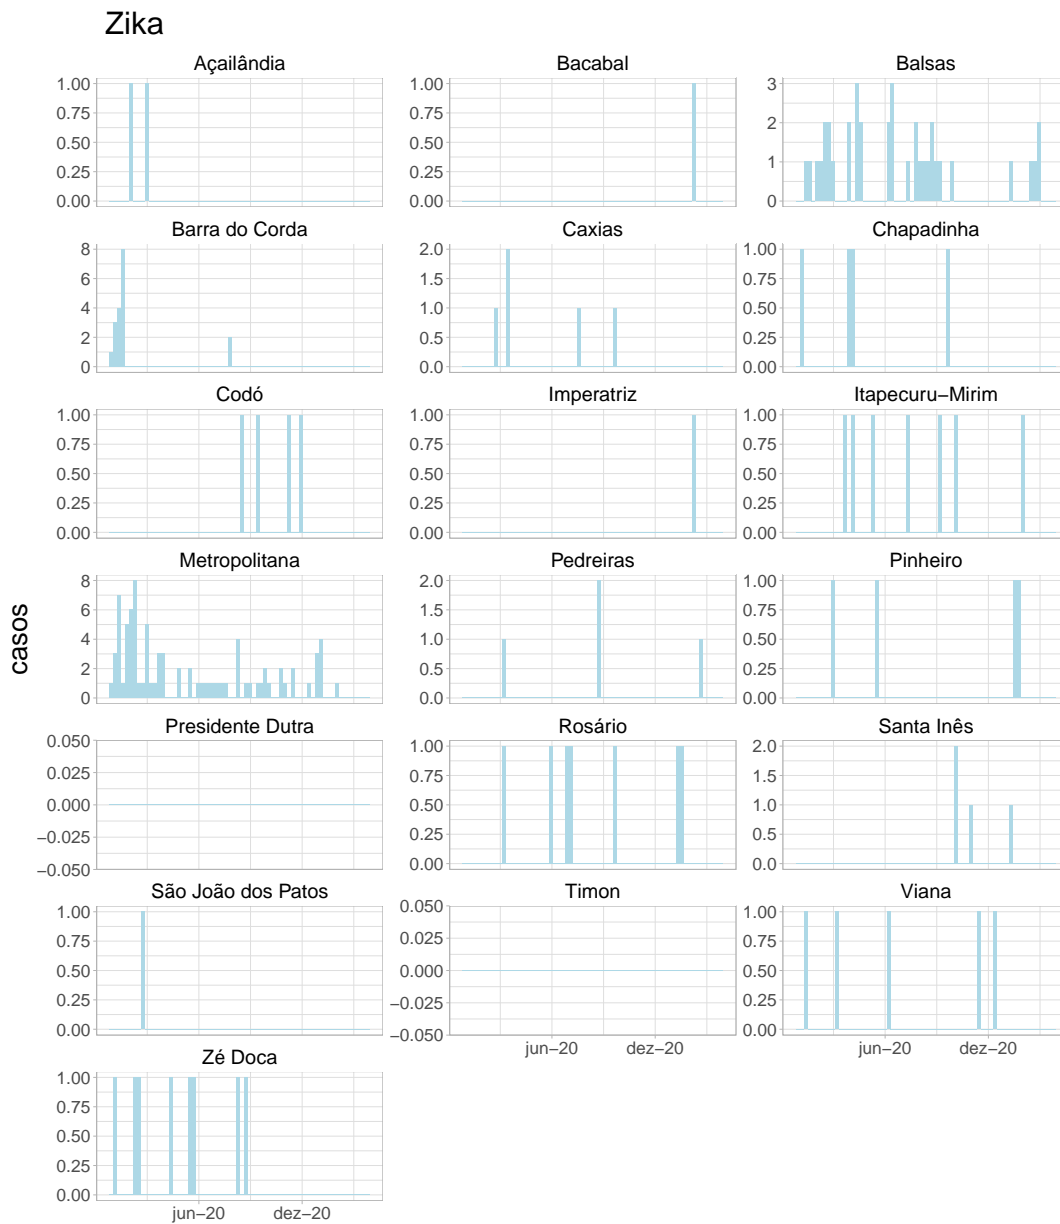 Zika
Açailândia Bacabal Balsas
1.00 1.00 3
0.75 0.75
2
0.50 0.50
1
0.25 0.25
0.00 0.00 0
Barra do Corda Caxias Chapadinha
8 2.0 1.00
6 1.5 0.75
4 1.0 0.50
2 0.5 0.25
0 0.0 0.00
Codó Imperatriz Itapecuru−Mirim
1.00 1.00 1.00
0.75 0.75 0.75
0.50 0.50 0.50
0.25 0.25 0.25
0.00 0.00 0.00
Metropolitana Pedreiras Pinheiro
8 2.0 1.00
6 1.5 0.75
4 1.0 0.50
2 0.5 0.25
0 0.0 0.00
casos
Presidente Dutra Rosário Santa Inês
0.050 1.00 2.0
0.025 0.75 1.5
0.000 0.50 1.0
−0.025 0.25 0.5
−0.050 0.00 0.0
São João dos Patos Timon Viana
1.00 0.050 1.00
0.75 0.025 0.75
0.50 0.000 0.50
0.25 −0.025 0.25
0.00 −0.050 0.00
jun−20 dez−20 jun−20 dez−20
Zé Doca
1.00
0.75
0.50
0.25
0.00
jun−20 dez−20